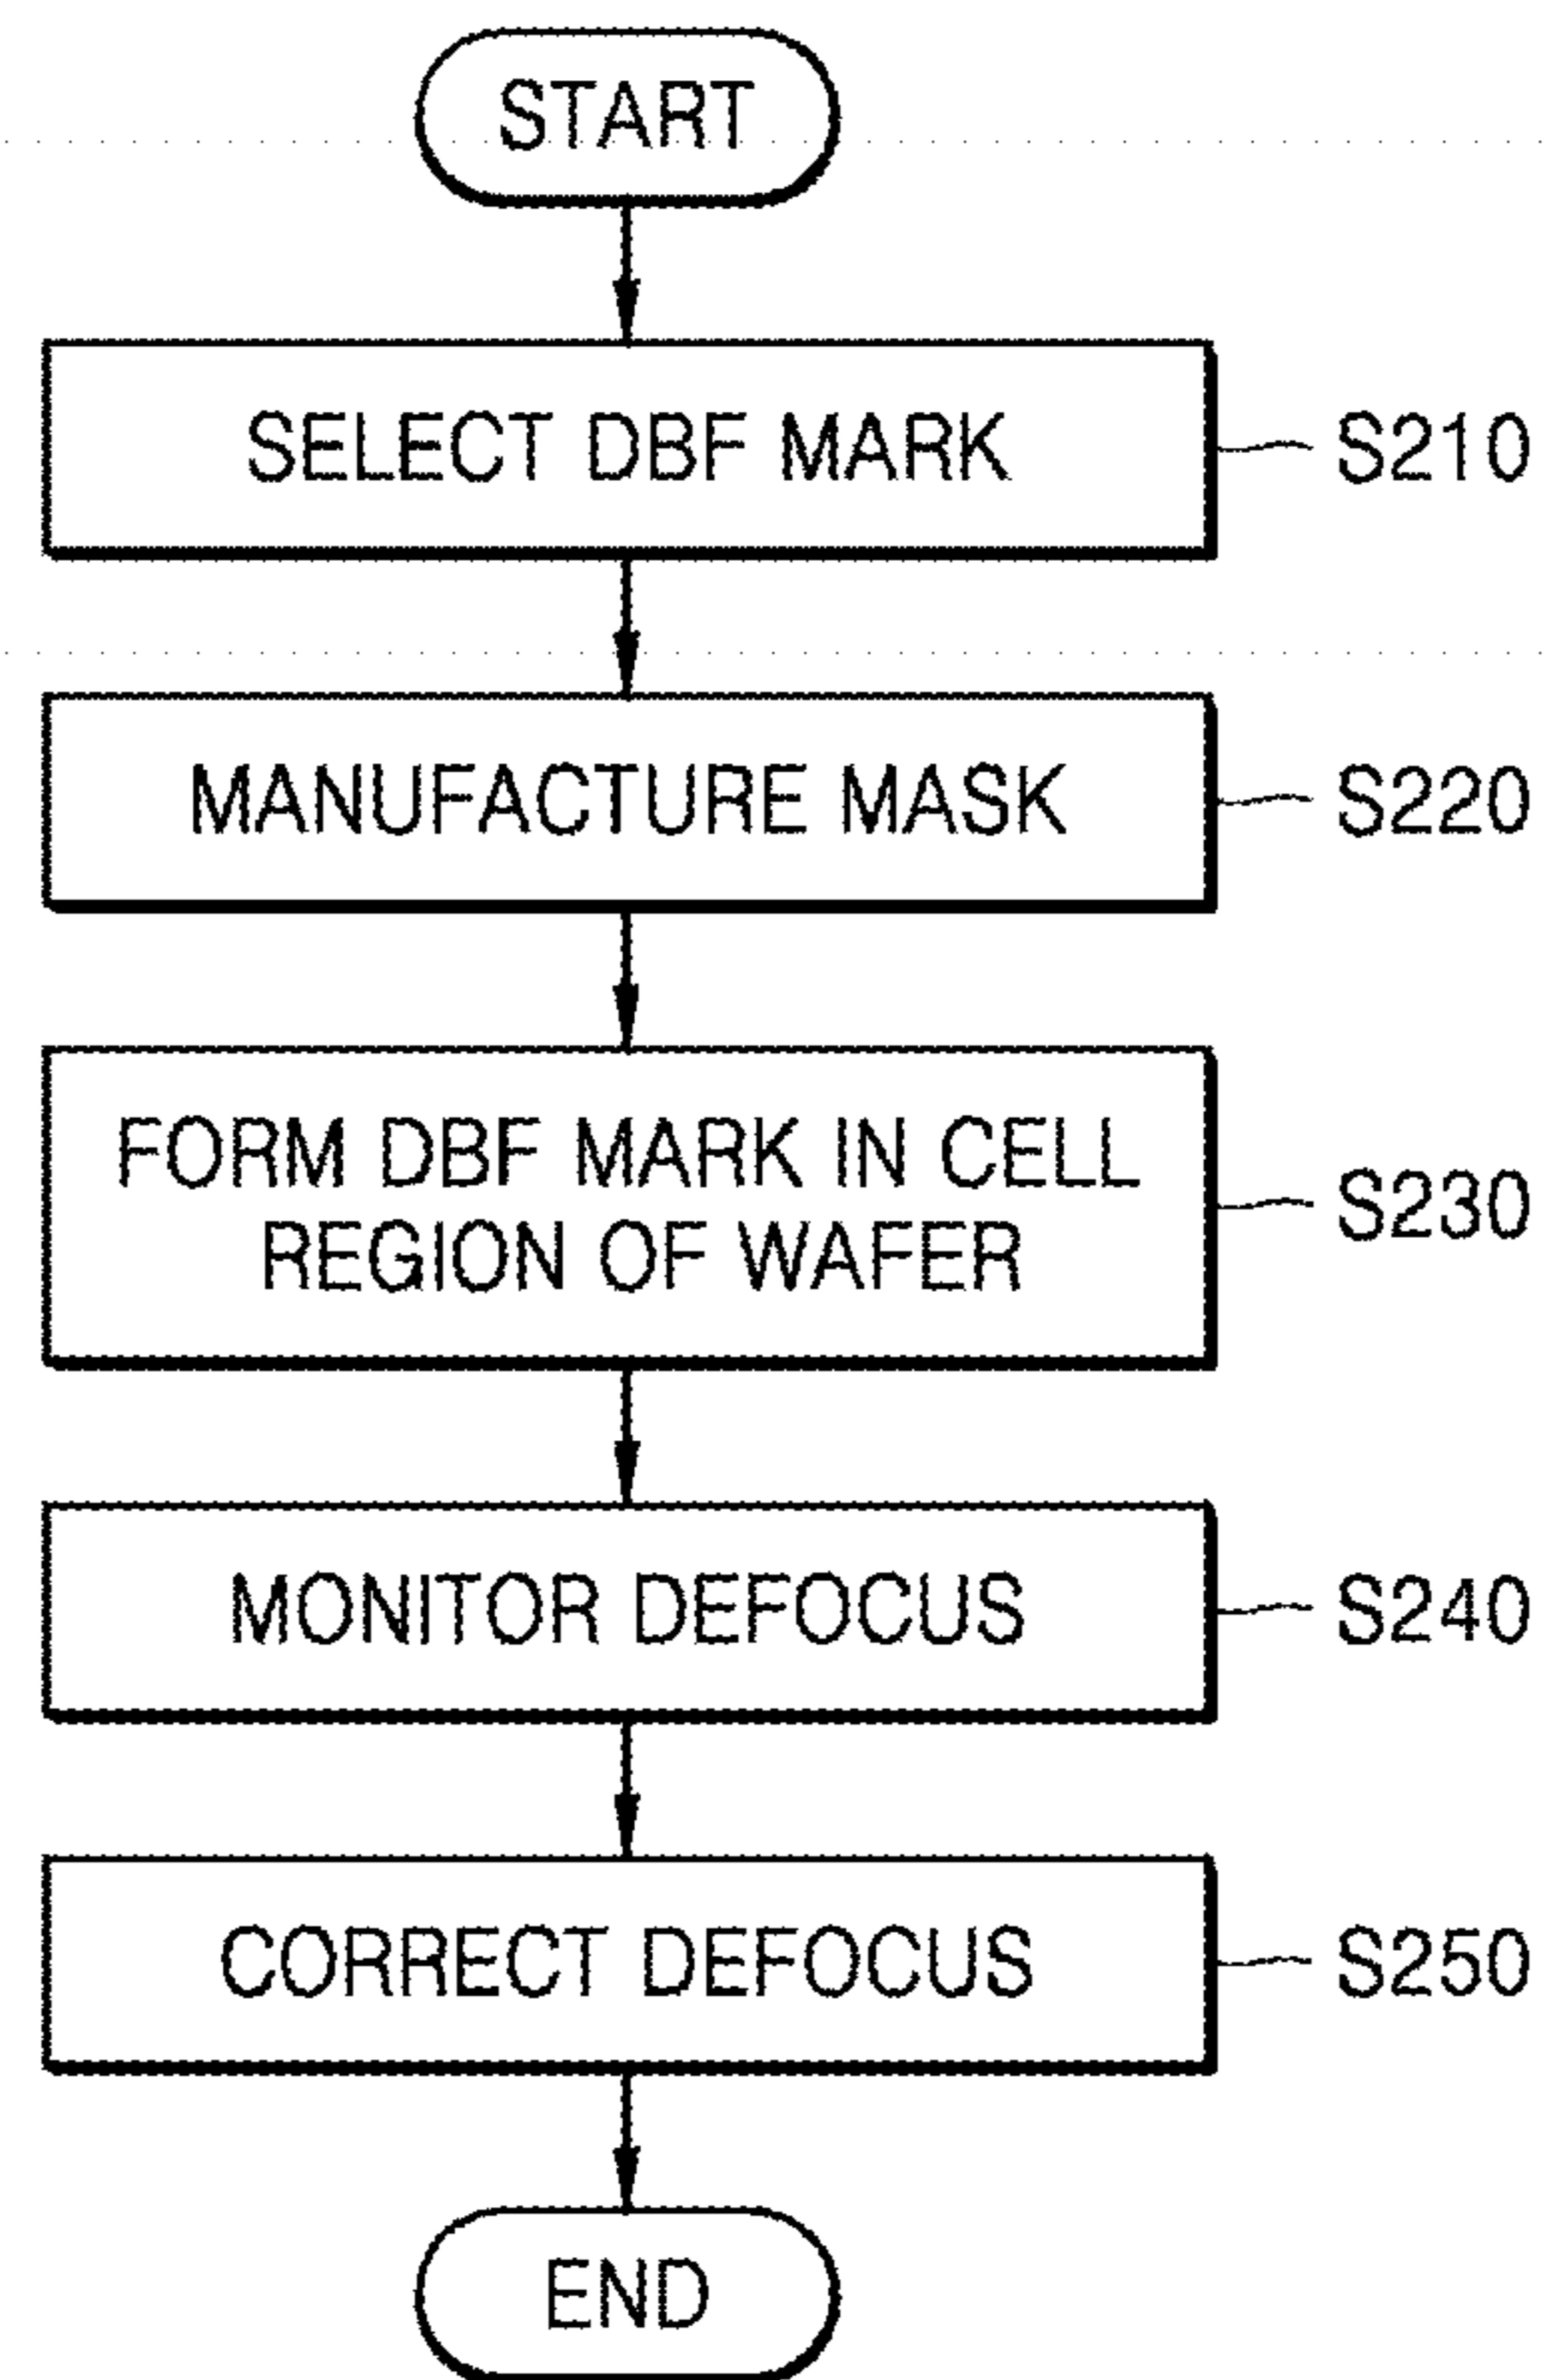 START
SELECT DBF MARK
S210
MANUFACTURE MASK
S220
FORM DBF MARK IN CELL
REGION OF WAFER
S230
MONITOR DEFOCUS
S240
CORRECT DEFOCUS
S250
END